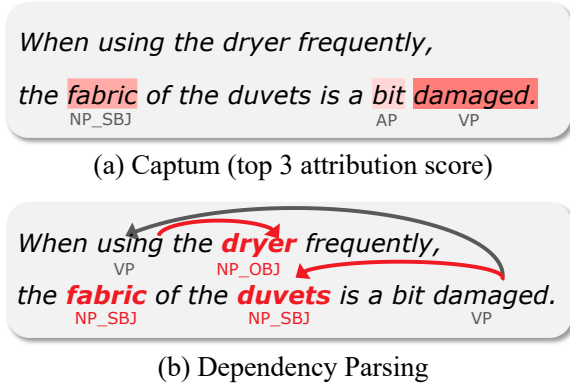 When using the dryer frequently,
the fabric of the duvets is a bit damaged.
NP_SBJ AP VP
(a) Captum (top 3 attribution score)
When using the dryer frequently,
VP NP_OBJ
the fabric of the duvets is a bit damaged.
NP_SBJ NP_SBJ VP
(b) Dependency Parsing